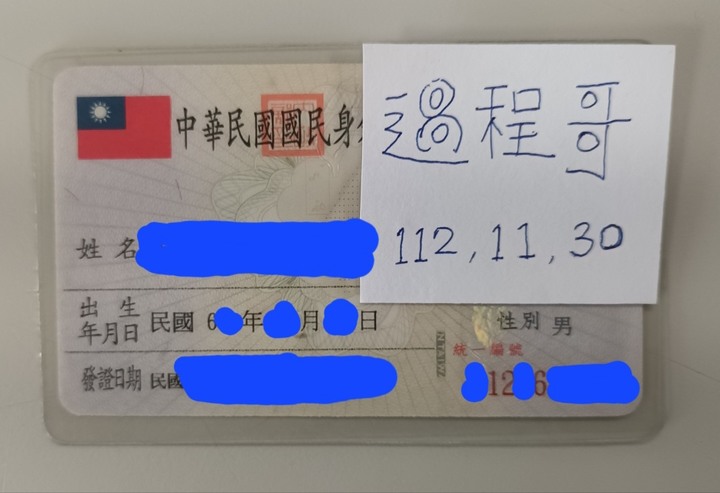 中華民國國民身
過程哥
112,11,30
姓名
出生
年月日 民國 6 年 月 日
性別 男
統一編號
發證日期 民國
126